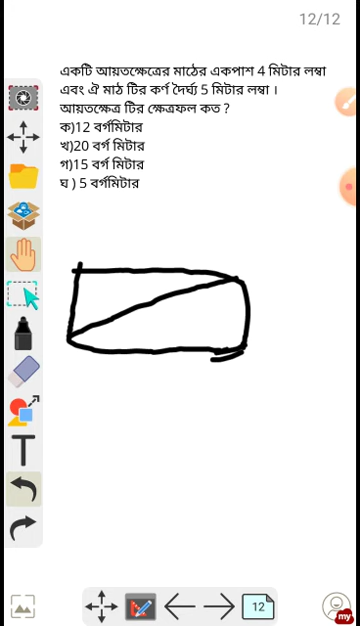 12/12
একটি আয়তক্ষেত্রের মাঠের একপাশ 4 মিটার লম্বা
এবং ঐ মাঠ টির কর্ণ দৈর্ঘ্য 5 মিটার লম্বা ।
আয়তক্ষেত্র টির ক্ষেত্রফল কত ?
ক)12 বর্গমিটার
খ)20 বর্গ মিটার
গ)15 বর্গ মিটার
ঘ ) 5 বর্গমিটার
T
12
my